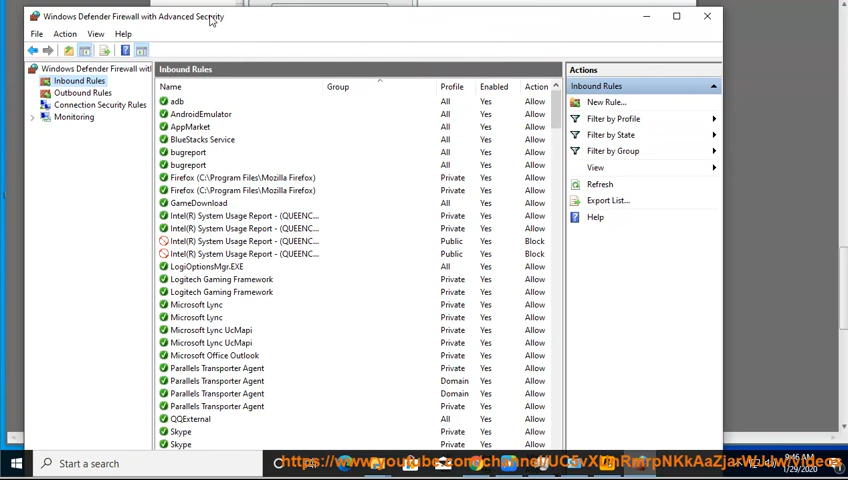 Windows Defender Firewall with Advanced Security
File Action View Help
Windows Defender Firewall witl
Inbound Rules
Outbound Rules
Connection Security Rules
Monitoring
Inbound Rules
Name Group Profile Enabled Action
adb All Yes Allow
AndroidEmulator All Yes Allow
AppMarket All Yes Allow
BlueStacks Service All Yes Allow
bugreport All Yes Allow
bugreport All Yes Allow
Firefox (C:\Program Files\Mozilla Firefox) Private Yes Allow
Firefox (C:\Program Files\Mozilla Firefox) Private Yes Allow
GameDownload All Yes Allow
Intel(R) System Usage Report - (QUEENC... Private Yes Allow
Intel(R) System Usage Report - (QUEENC... Private Yes Allow
Intel(R) System Usage Report - (QUEENC... Public Yes Block
Intel(R) System Usage Report - (QUEENC... Public Yes Block
LogiOptionsMgr.EXE All Yes Allow
Logitech Gaming Framework Private Yes Allow
Logitech Gaming Framework Private Yes Allow
Microsoft Lync Private Yes Allow
Microsoft Lync Private Yes Allow
Microsoft Lync UcMapi Private Yes Allow
Microsoft Lync UcMapi Private Yes Allow
Microsoft Office Outlook Private Yes Allow
Parallels Transporter Agent Private Yes Allow
Parallels Transporter Agent Domain Yes Allow
Parallels Transporter Agent Domain Yes Allow
Parallels Transporter Agent Private Yes Allow
QQExternal All Yes Allow
Skype Private Yes Allow
Skype Private Yes Allow
Actions
Inbound Rules
New Rule...
Filter by Profile
Filter by State
Filter by Group
View
Refresh
Export List...
Help
Start a search
9:46 AM
1/29/2020